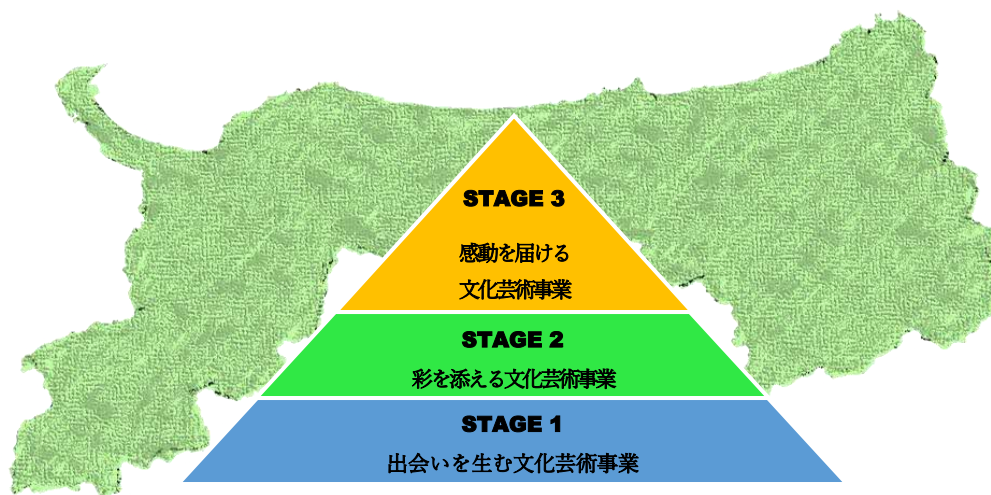 STAGE 3
感動を届ける
文化芸術事業
STAGE 2
彩を添える文化芸術事業
STAGE 1
出会いを生む文化芸術事業